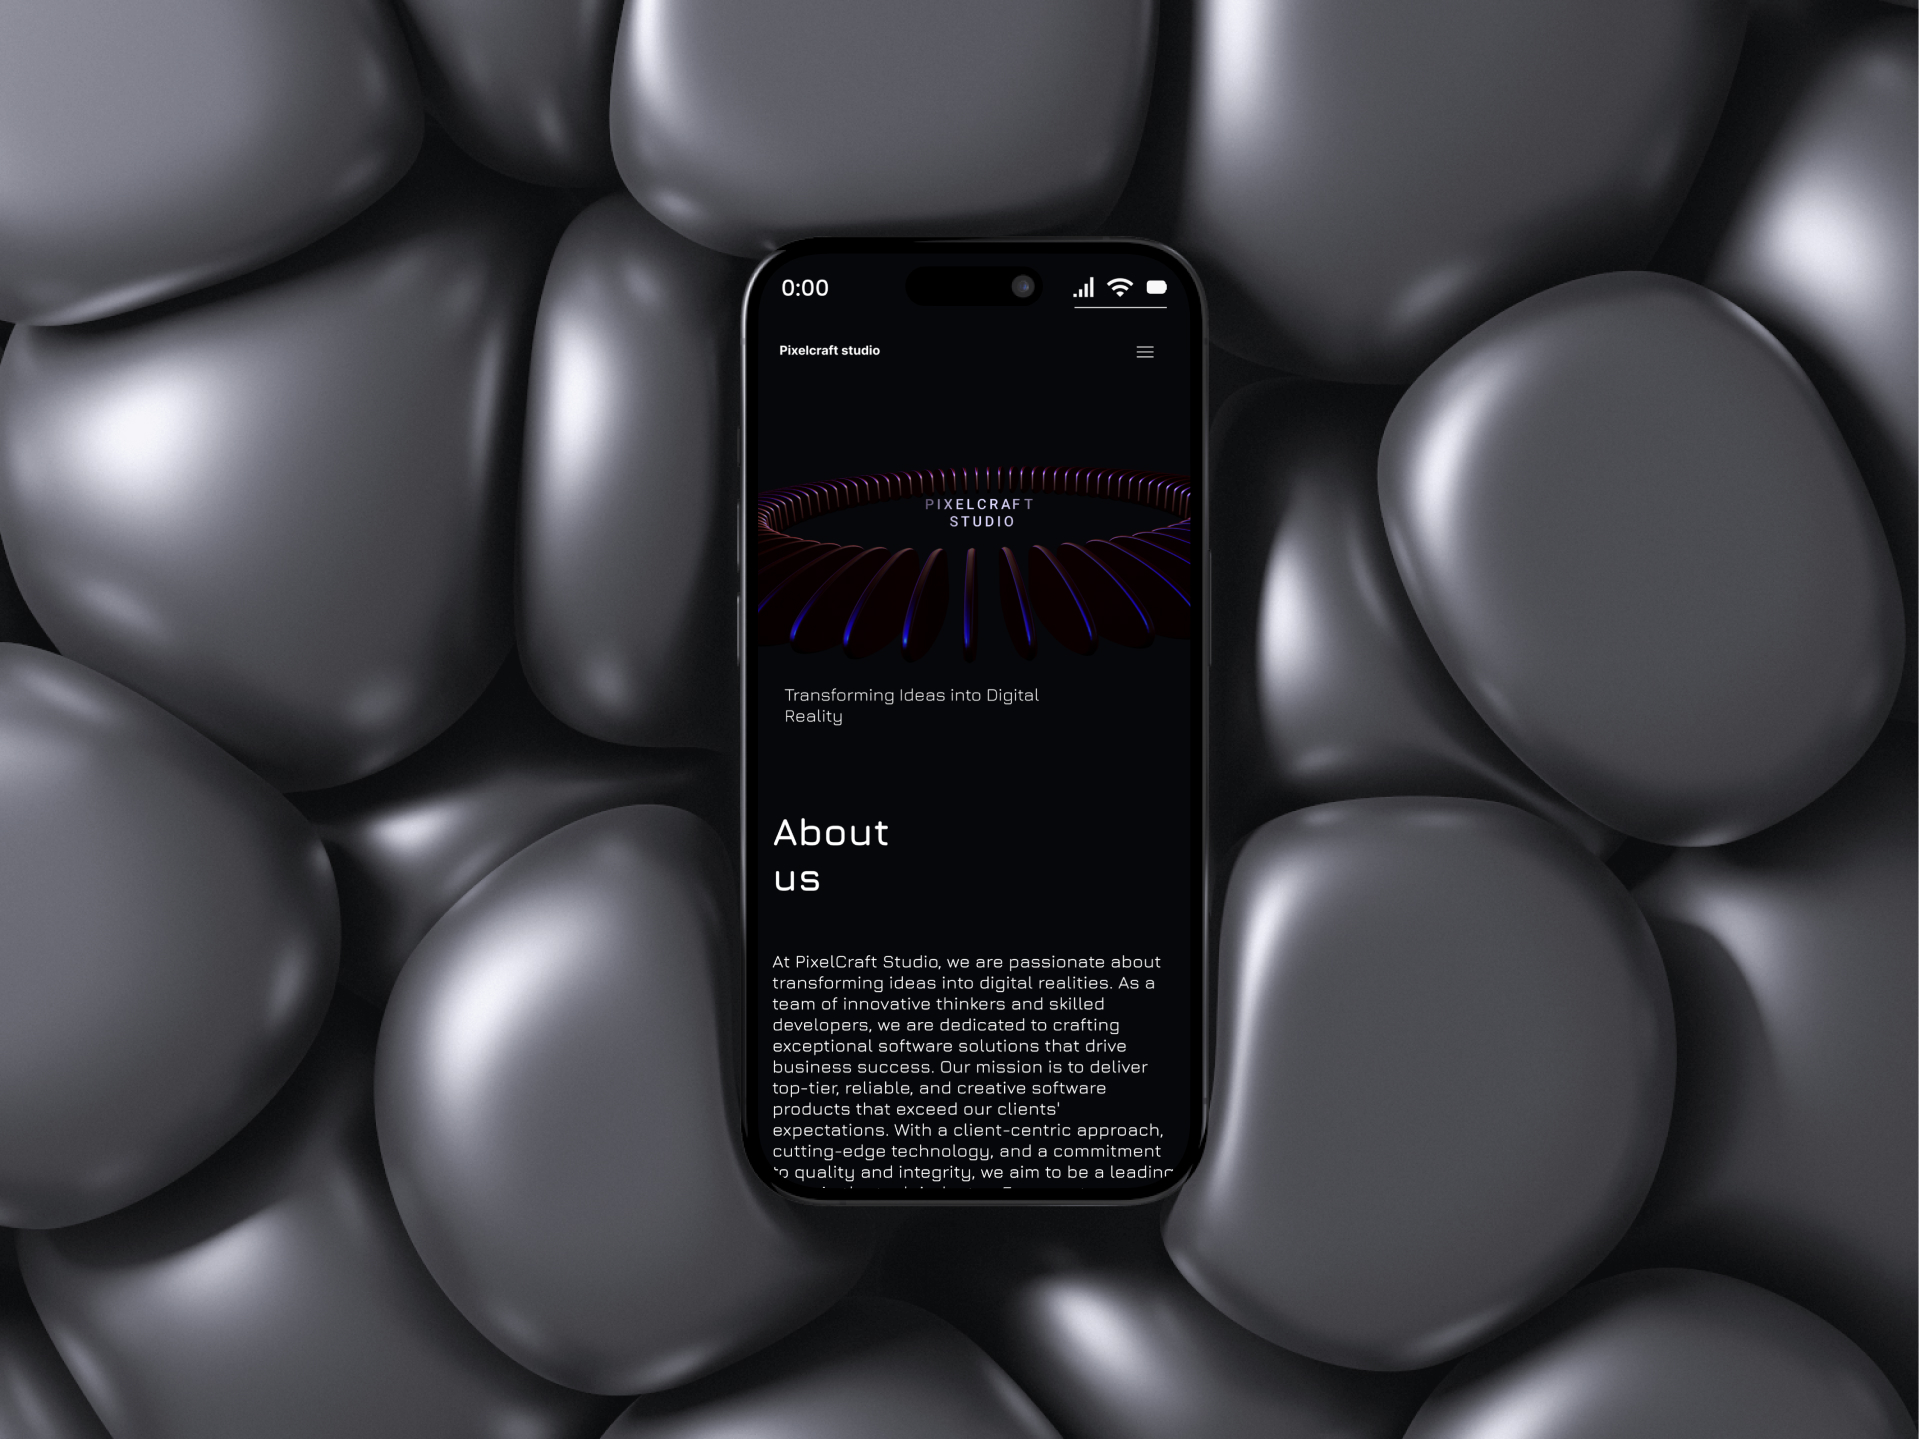 0:00
Pixelcraft studio
PIXELCRAFT
STUDIO
Transforming Ideas into Digital
Reality
About
us
At PixelCraft Studio, we are passionate about
transforming ideas into digital realities. As a
team of innovative thinkers and skilled
developers, we are dedicated to crafting
exceptional software solutions that drive
business success. Our mission is to deliver
top-tier, reliable, and creative software
products that exceed our clients'
expectations. With a client-centric approach,
cutting-edge technology, and a commitment
to quality and integrity, we aim to be a leading